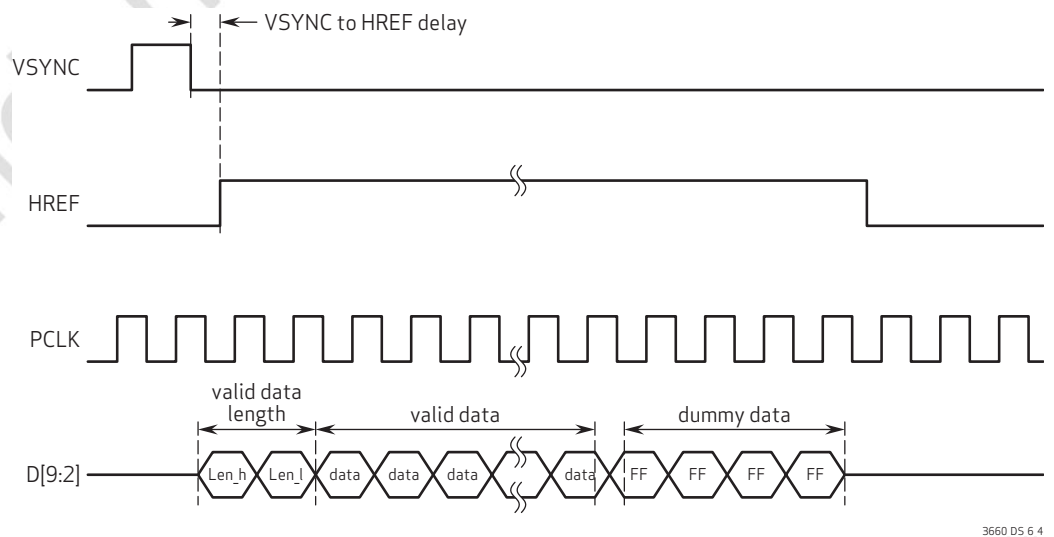 VSYNC to HREF delay
VSYNC
HREF
PCLK
valid data
length
valid data
dummy data
D[9:2]
Len_h
Len_l
data
data
data
data
FF
FF
FF
FF
3660 DS 6 4